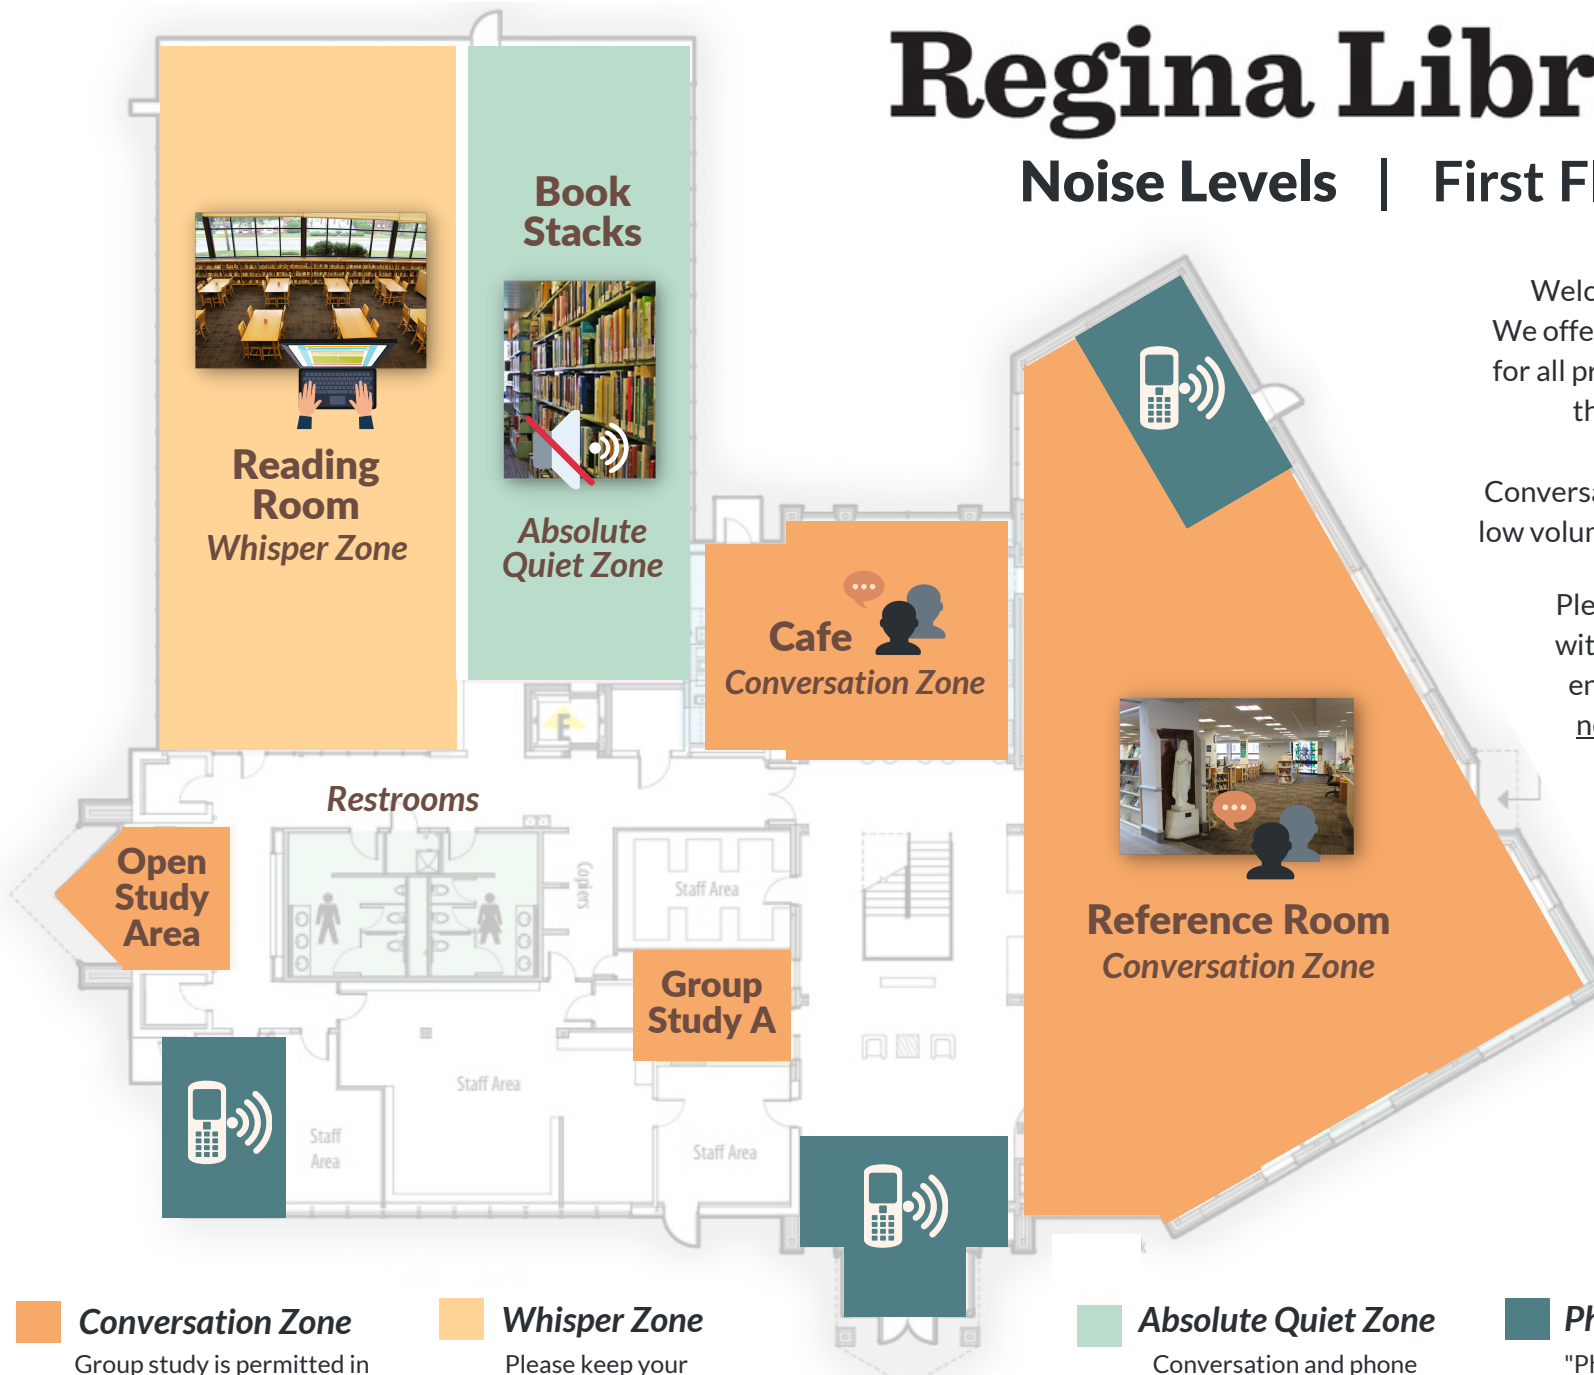 Regina Libr
Noise Levels | First Fl
Welc
We offe
for all pr
th
Conversa
low volur
Ple
wit
en
n
Book
Stacks
Absolute
Quiet Zone
Reading
Room
Whisper Zone
Cafe
Conversation Zone
E
Restrooms
Open
Study
Area
Copiers
Staff Area
Group
Study A
Reference Room
Conversation Zone
Staff Area
Staff
Area
Staff Area
Conversation Zone
Group study is permitted in
Whisper Zone
Please keep your
Absolute Quiet Zone
Conversation and phone
Ph
"Ph